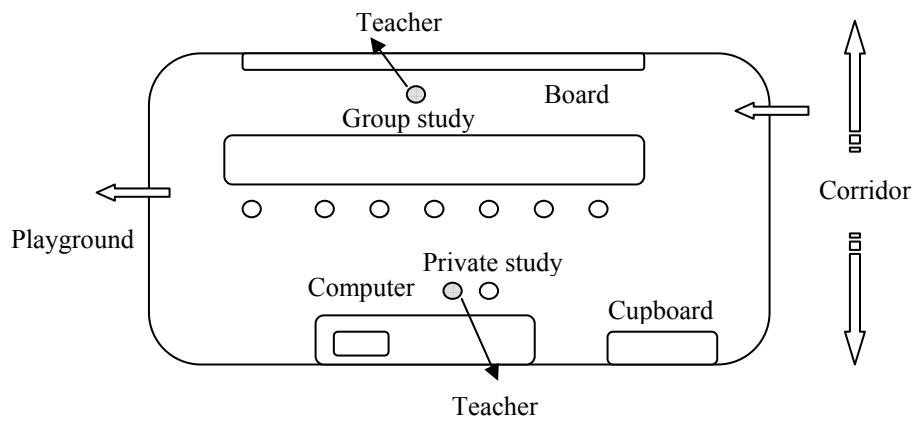 Teacher
Board
Group study
Corridor
Playground
Private study
Computer
Cupboard
Teacher